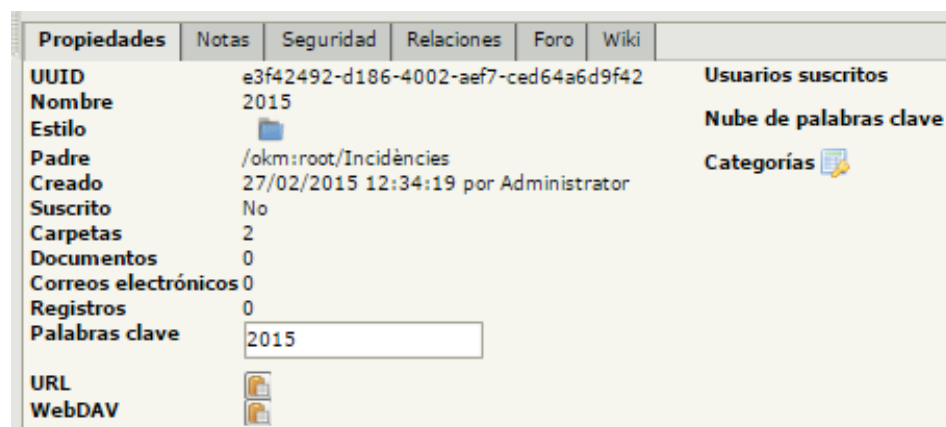 Propiedades Notas Seguridad Relaciones Foro Wiki
UUID e3f42492-d186-4002-aef7-ced64a6d9f42
Nombre 2015
Estilo
Padre /okm:root/Incidències
Creado 27/02/2015 12:34:19 por Administrator
Suscrito No
Carpetas 2
Documentos 0
Correos electrónicos 0
Registros 0
Palabras clave 2015
URL
WebDAV
Usuarios suscritos
Nube de palabras clave
Categorías